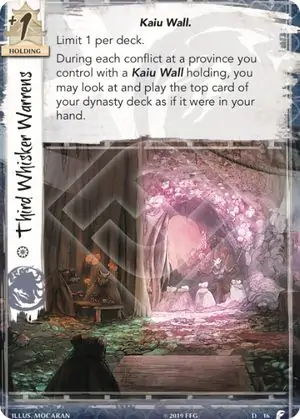 +1
HOLDING
Kaiu Wall.
Limit 1 per deck.
During each conflict at a province you
control with a Kaiu Wall holding, you
may look at and play the top card of
your dynasty deck as if it were in your
hand.
Third Whisker Warrens
ILLUS. MOCARAN
© 2019 FFG
D 16